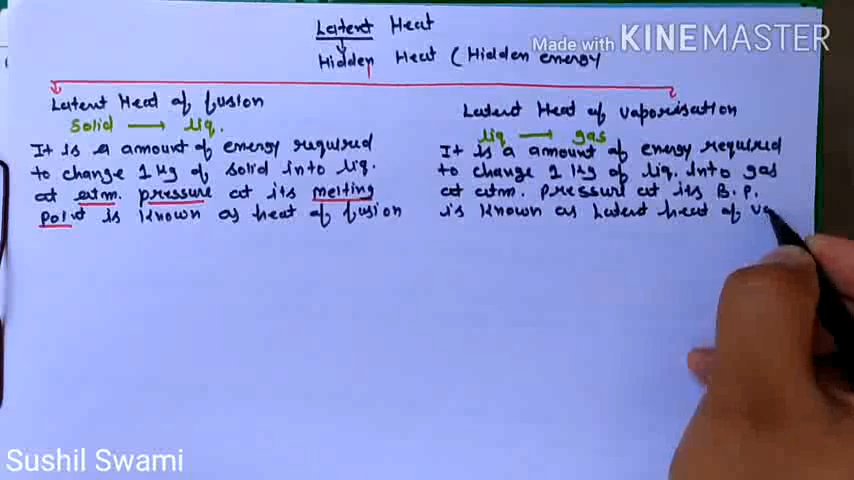 Latent Heat
Made with KINEMASTER
Hidden Heat (Hidden energy
Latent Heat of fusion
Solid → liq.
It is a amount of energy required
to change 1 kg of solid into liq.
at atm. pressure at its melting
point is known as heat of fusion
Latent Heat of vaporisation
liq → gas
It is a amount of energy required
to change 1 kg of liq. into gas
at atm. pressure at its B.P.
is known as Latent heat of va
Sushil Swami